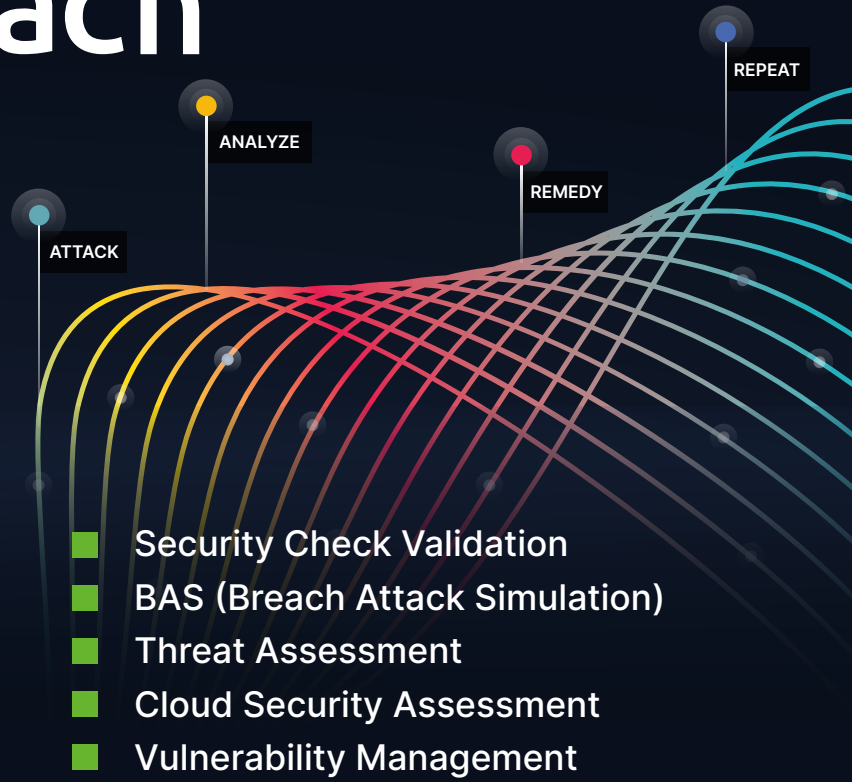 ach
REPEAT
ANALYZE
REMEDY
ATTACK
Security Check Validation
BAS (Breach Attack Simulation)
Threat Assessment
Cloud Security Assessment
Vulnerability Management